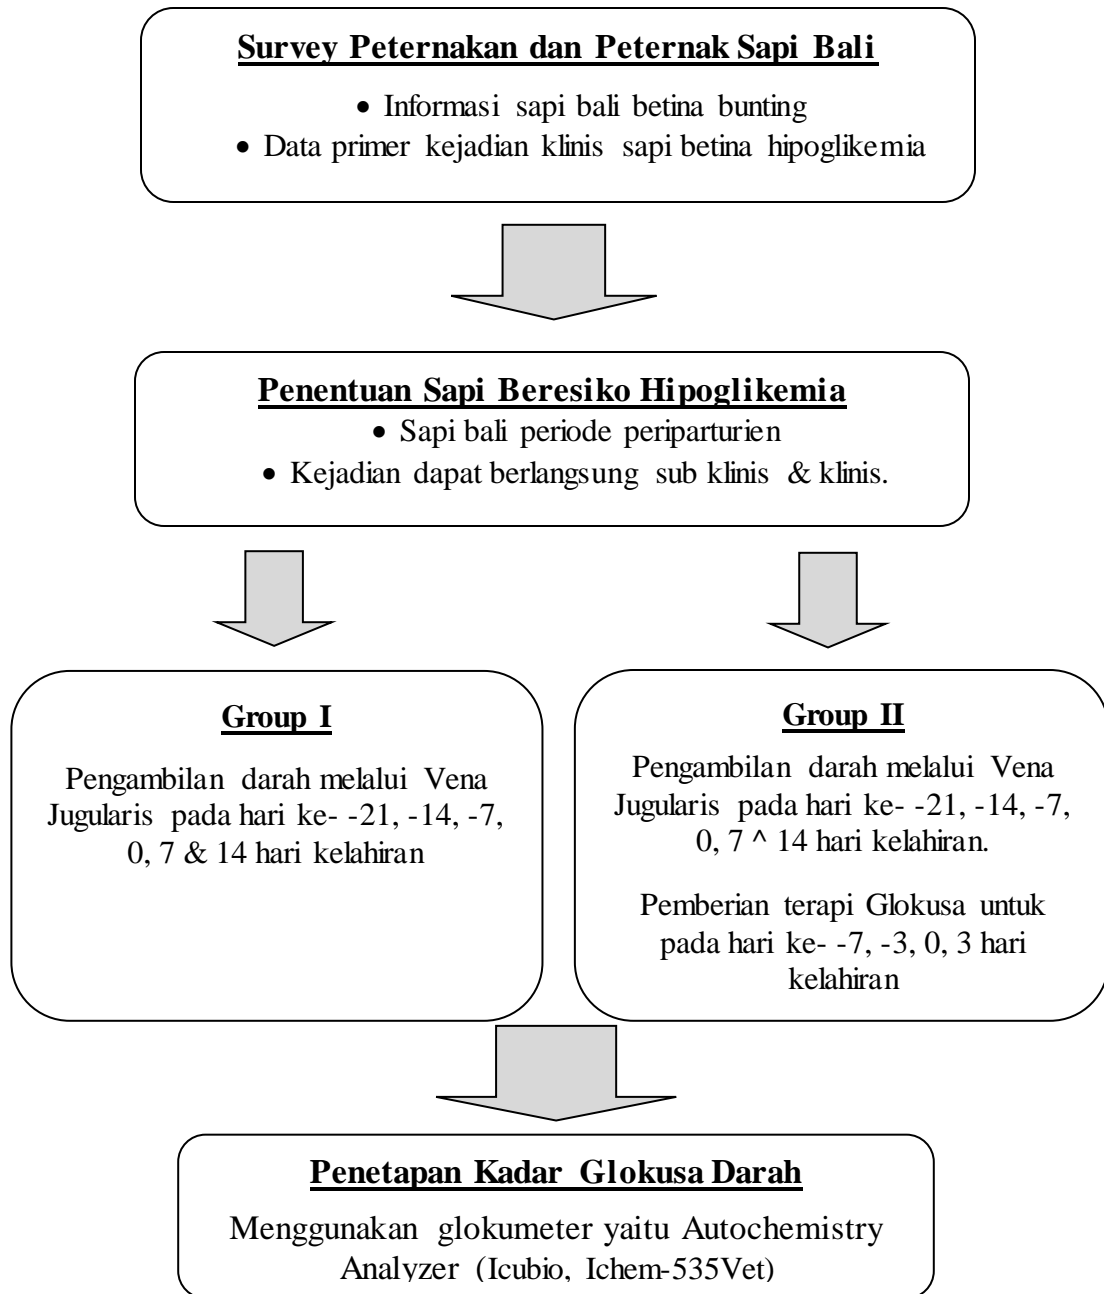 Survey Peternakan dan Peternak Sapi Bali
• Informasi sapi bali betina bunting
• Data primer kejadian klinis sapi betina hipoglikemia
Penentuan Sapi Beresiko Hipoglikemia
• Sapi bali periode periparturien
• Kejadian dapat berlangsung sub klinis & klinis.
Group I
Pengambilan darah melalui Vena
Jugularis pada hari ke- -21, -14, -7,
0, 7 & 14 hari kelahiran
Group II
Pengambilan darah melalui Vena
Jugularis pada hari ke- -21, -14, -7,
0, 7 ^ 14 hari kelahiran.
Pemberian terapi Glokusa untuk
pada hari ke- -7, -3, 0, 3 hari
kelahiran
Penetapan Kadar Glokusa Darah
Menggunakan glokumeter yaitu Autochemistry
Analyzer (Icubio, Ichem-535Vet)